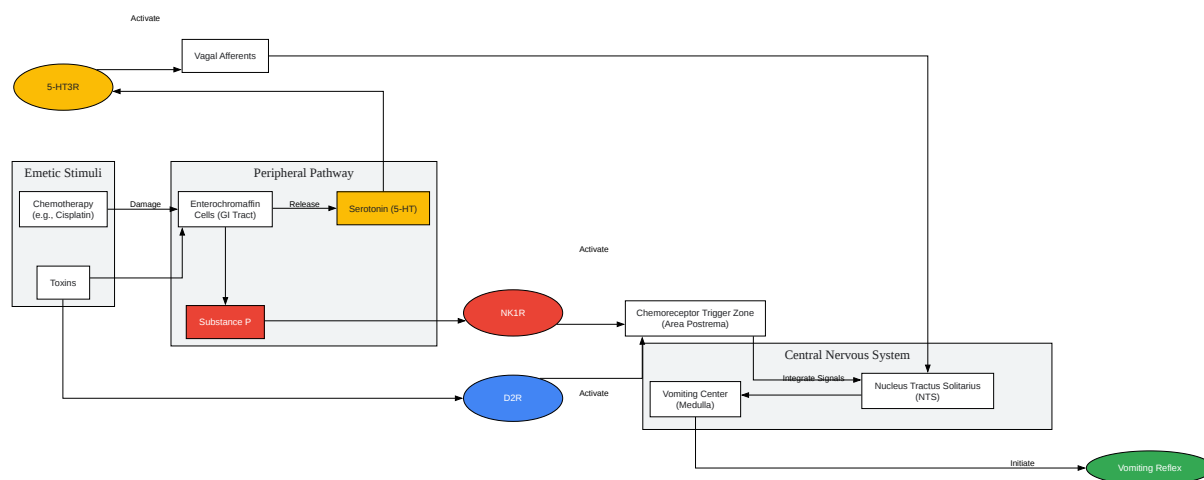 Activate
Vagal Afferents
5-HT3R
Emetic Stimuli
Peripheral Pathway
Chemotherapy
(e.g., Cisplatin)
Damage
Enterochromaffin
Cells (GI Tract)
Release
Serotonin (5-HT)
Activate
Toxins
Substance P
NK1R
Chemoreceptor Trigger Zone
(Area Postrema)
Central Nervous System
Integrate Signals
Nucleus Tractus Solitarius
(NTS)
D2R
Activate
Vomiting Center
(Medulla)
Initiate
Vomiting Reflex